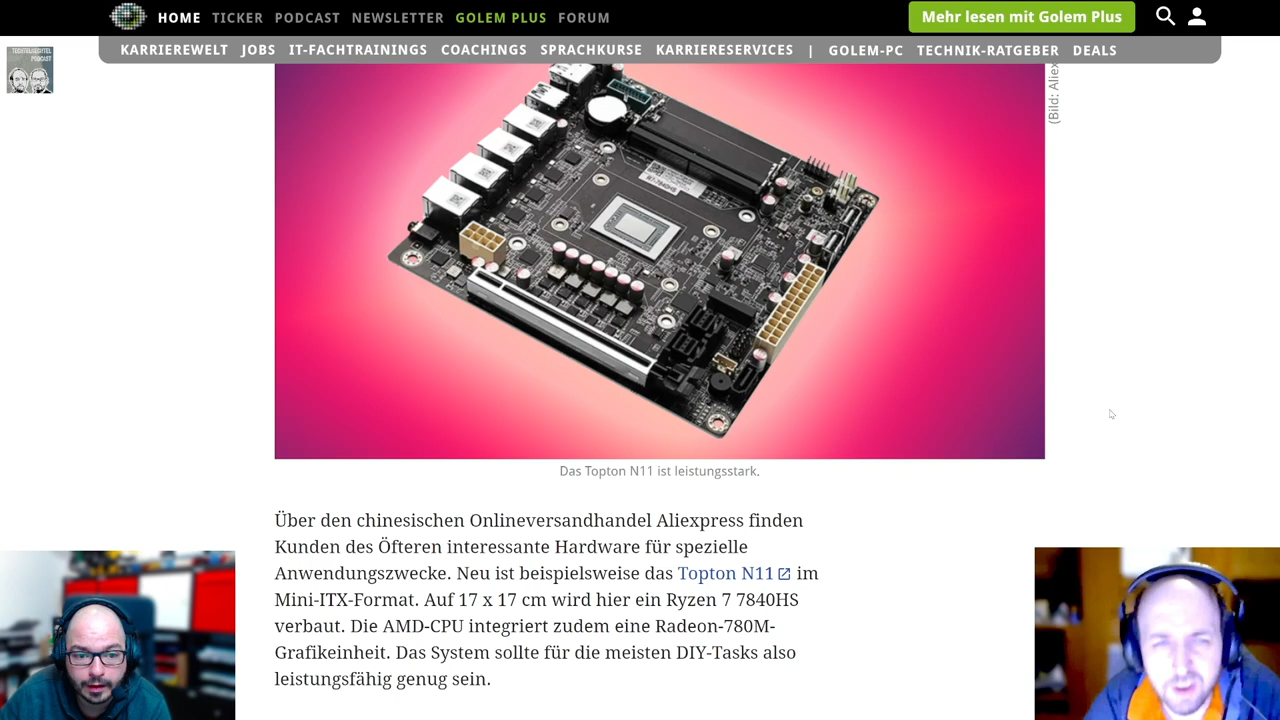 HOME TICKER PODCAST NEWSLETTER GOLEM PLUS FORUM Mehr lesen mit Golem Plus
KARRIEREWELT JOBS IT-FACHTRAININGS COACHINGS SPRACHKURSE KARRIERESERVICES | GOLEM-PC TECHNIK-RATGEBER DEALS
TECHTELMECHTEL
PODCAST
(Bild: Aliex
Das Topton N11 ist leistungsstark.
Über den chinesischen Onlineversandhandel Aliexpress finden
Kunden des Öfteren interessante Hardware für spezielle
Anwendungszwecke. Neu ist beispielsweise das Topton N11 im
Mini-ITX-Format. Auf 17 x 17 cm wird hier ein Ryzen 7 7840HS
verbaut. Die AMD-CPU integriert zudem eine Radeon-780M-
Grafikeinheit. Das System sollte für die meisten DIY-Tasks also
leistungsfähig genug sein.